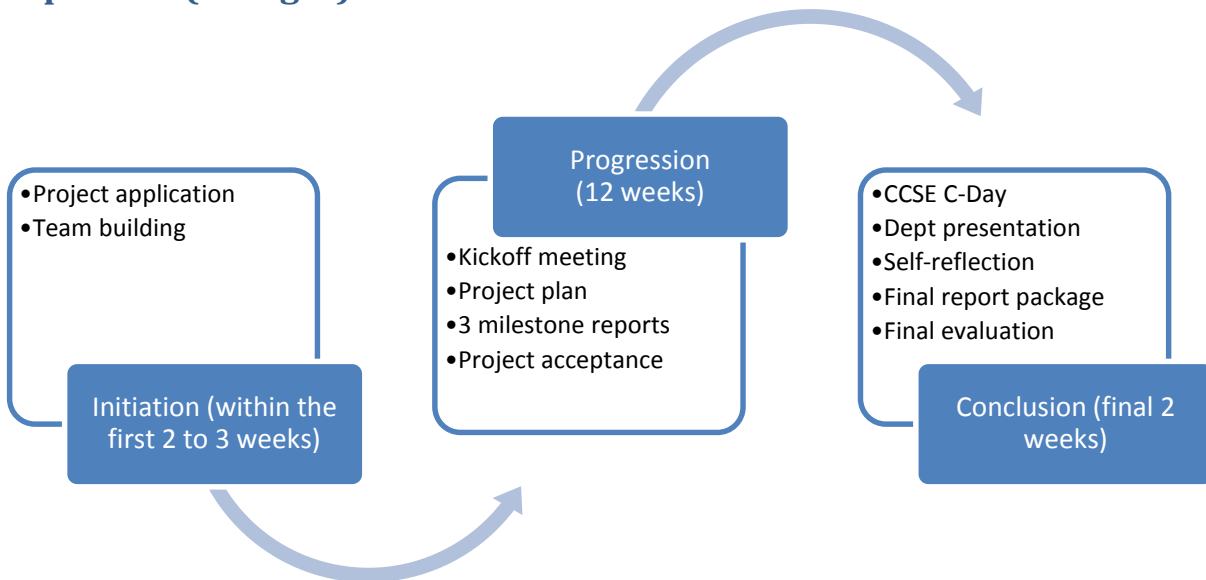 •Project application
•Team building
Initiation (within the
first 2 to 3 weeks)
Progression
(12 weeks)
•Kickoff meeting
•Project plan
•3 milestone reports
•Project acceptance
•CCSE C-Day
•Dept presentation
•Self-reflection
•Final report package
•Final evaluation
Conclusion (final 2
weeks)